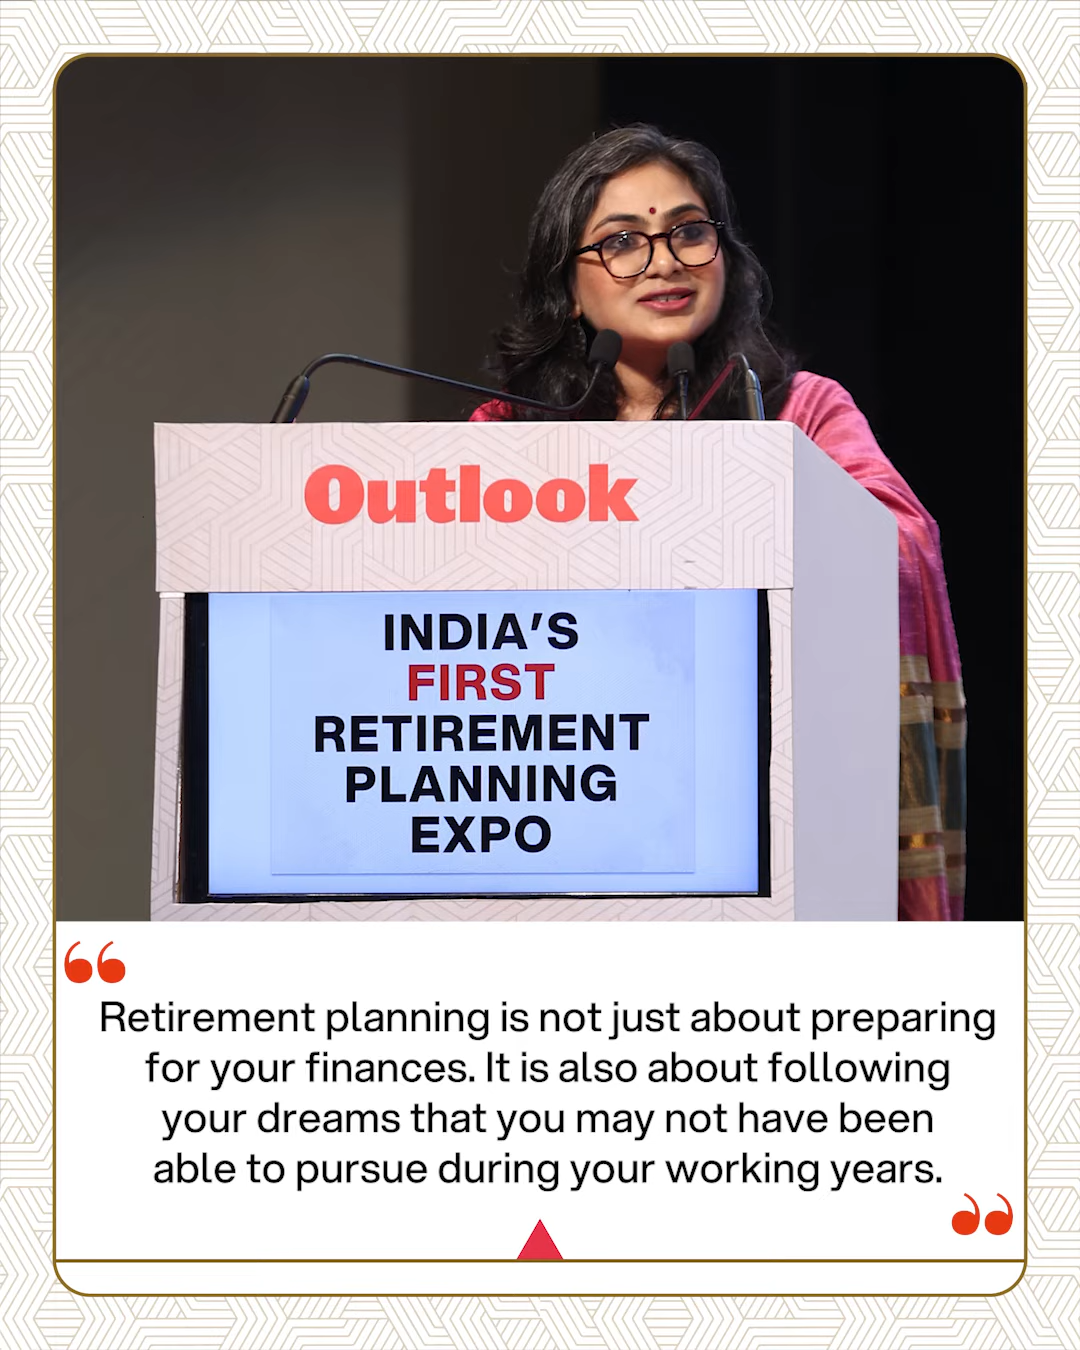 Outlook
INDIA’S
FIRST
RETIREMENT
PLANNING
EXPO
“
Retirement planning is not just about preparing
for your finances. It is also about following
your dreams that you may not have been
able to pursue during your working years.
”